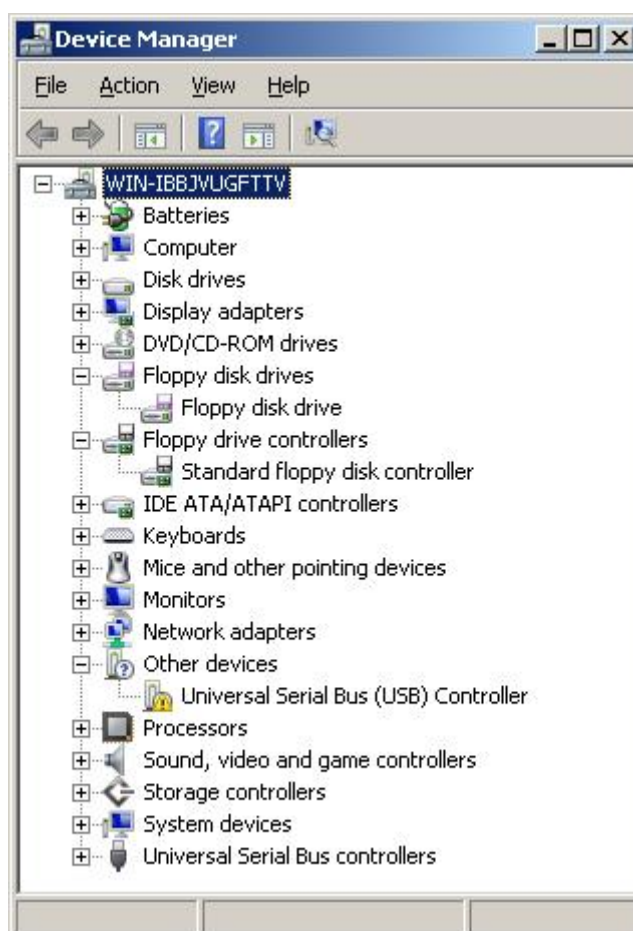 Device Manager
File Action View Help
WIN-IBBJVUGFTTV
Batteries
Computer
Disk drives
Display adapters
DVD/CD-ROM drives
Floppy disk drives
Floppy disk drive
Floppy drive controllers
Standard floppy disk controller
IDE ATA/ATAPI controllers
Keyboards
Mice and other pointing devices
Monitors
Network adapters
Other devices
Universal Serial Bus (USB) Controller
Processors
Sound, video and game controllers
Storage controllers
System devices
Universal Serial Bus controllers